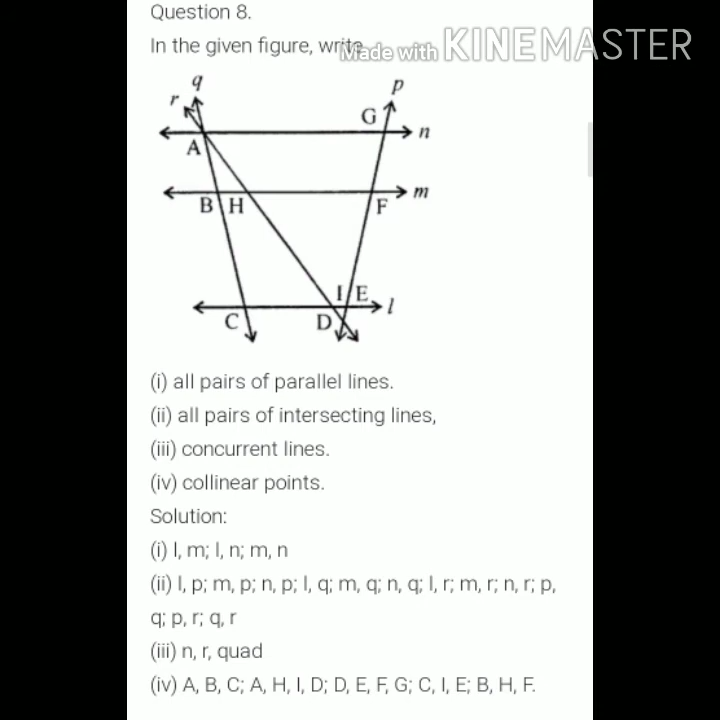 Question 8.
In the given figure, write
Made with KINEMASTER
q
r
p
G
n
A
m
B H
F
I E
l
C
D
(i) all pairs of parallel lines.
(ii) all pairs of intersecting lines,
(iii) concurrent lines.
(iv) collinear points.
Solution:
(i) l, m; l, n; m, n
(ii) l, p; m, p; n, p; l, q; m, q; n, q; l, r; m, r; n, r; p,
q; p, r; q, r
(iii) n, r, quad
(iv) A, B, C; A, H, I, D; D, E, F, G; C, I, E; B, H, F.